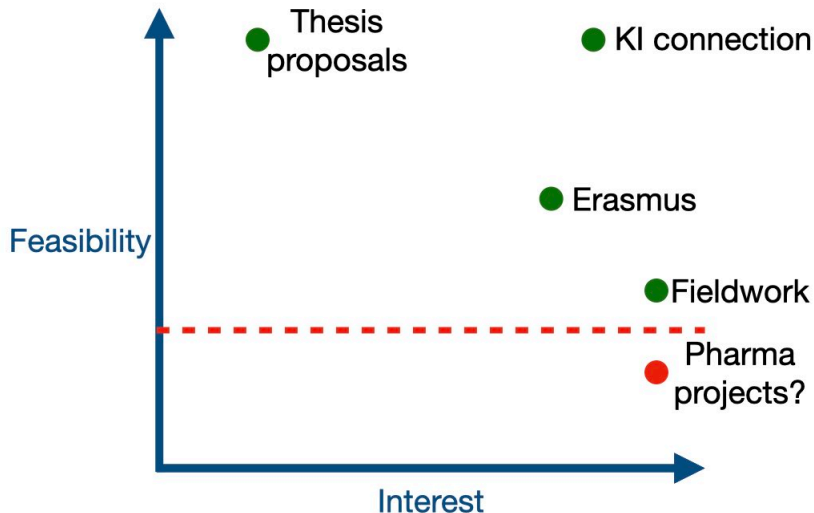 Thesis
proposals
KI connection
Erasmus
Feasibility
Fieldwork
Pharma
projects?
Interest